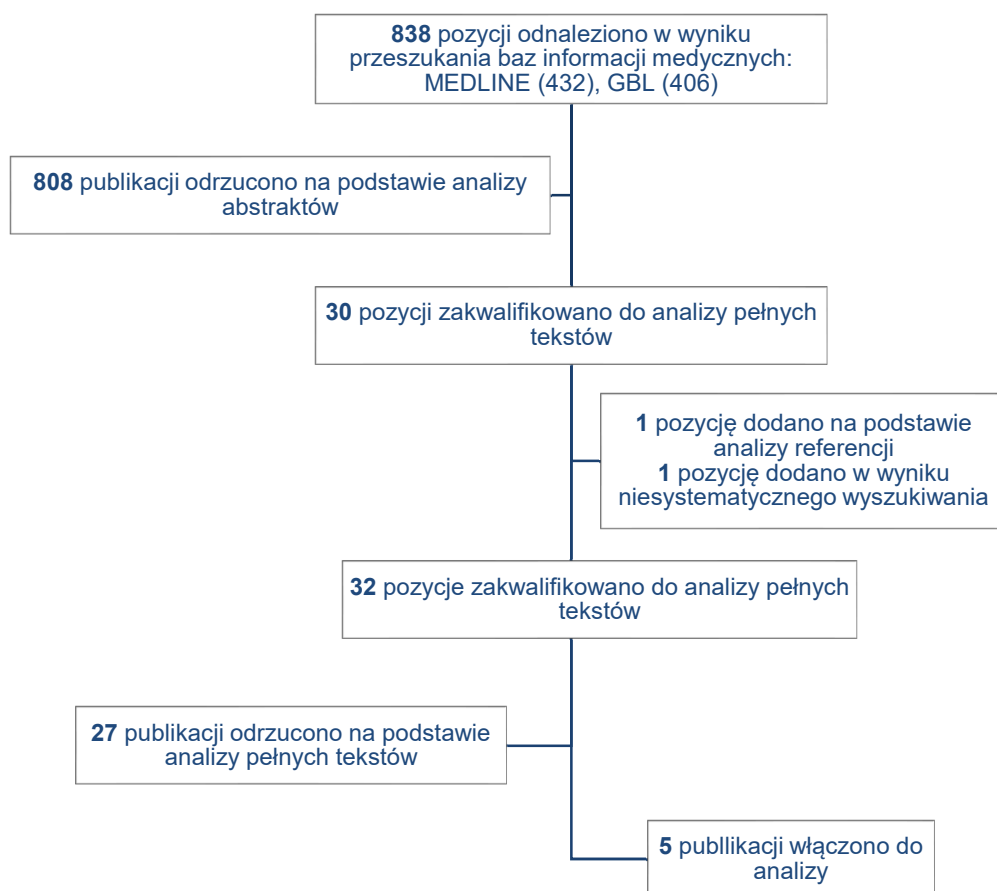 838 pozycji odnaleziono w wyniku
przeszukania baz informacji medycznych:
MEDLINE (432), GBL (406)
808 publikacji odrzucono na podstawie analizy
abstraktów
30 pozycji zakwalifikowano do analizy pełnych
tekstów
1 pozycję dodano na podstawie
analizy referencji
1 pozycję dodano w wyniku
niesystematycznego wyszukiwania
32 pozycje zakwalifikowano do analizy pełnych
tekstów
27 publikacji odrzucono na podstawie
analizy pełnych tekstów
5 publlikacji włączono do
analizy